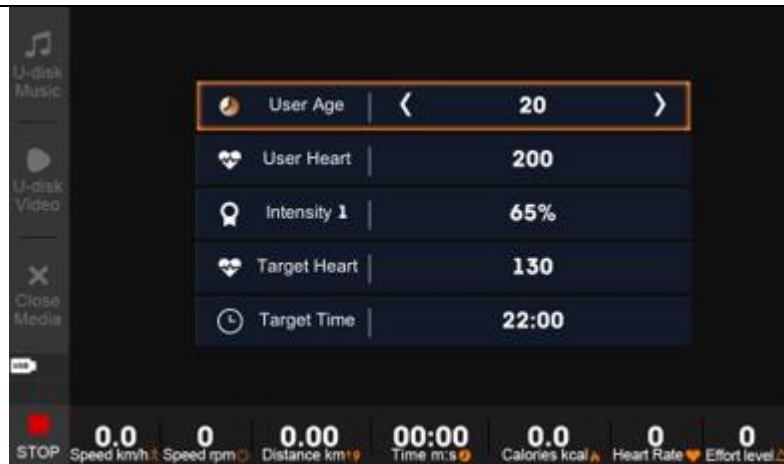 U-disk
Music
U-disk
Video
Close
Media
USB
STOP
User Age 20
User Heart 200
Intensity 1 65%
Target Heart 130
Target Time 22:00
0.0 0 0.00 00:00 0.0 0 0
Speed km/h Speed rpm Distance km Time m:s Calories kcal Heart Rate Effort level